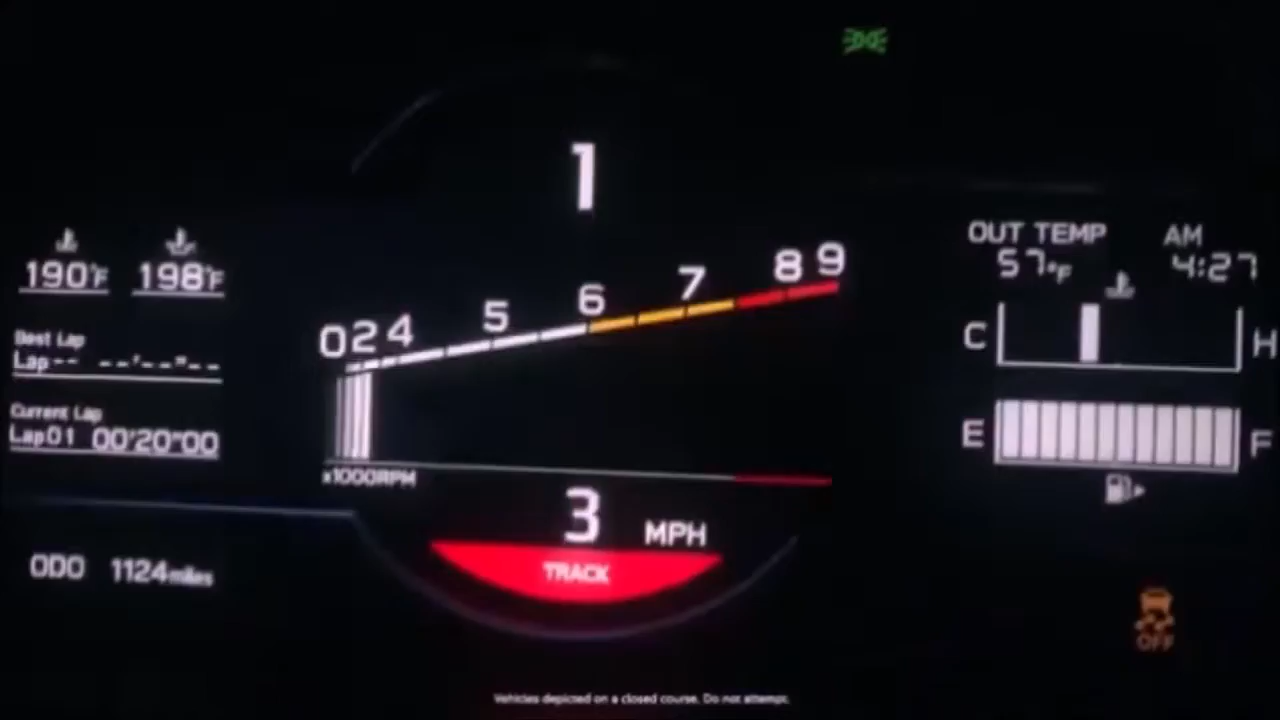 1
OUT TEMP AM
57°F 4:27
190°F 198°F
0 2 4 5 6 7 8 9
Best Lap
Lap-- --'--"--
C H
Current Lap
Lap01 00'20"00
E F
x1000RPM
3 MPH
TRACK
ODO 1124miles
OFF
Vehicles depicted on a closed course. Do not attempt.